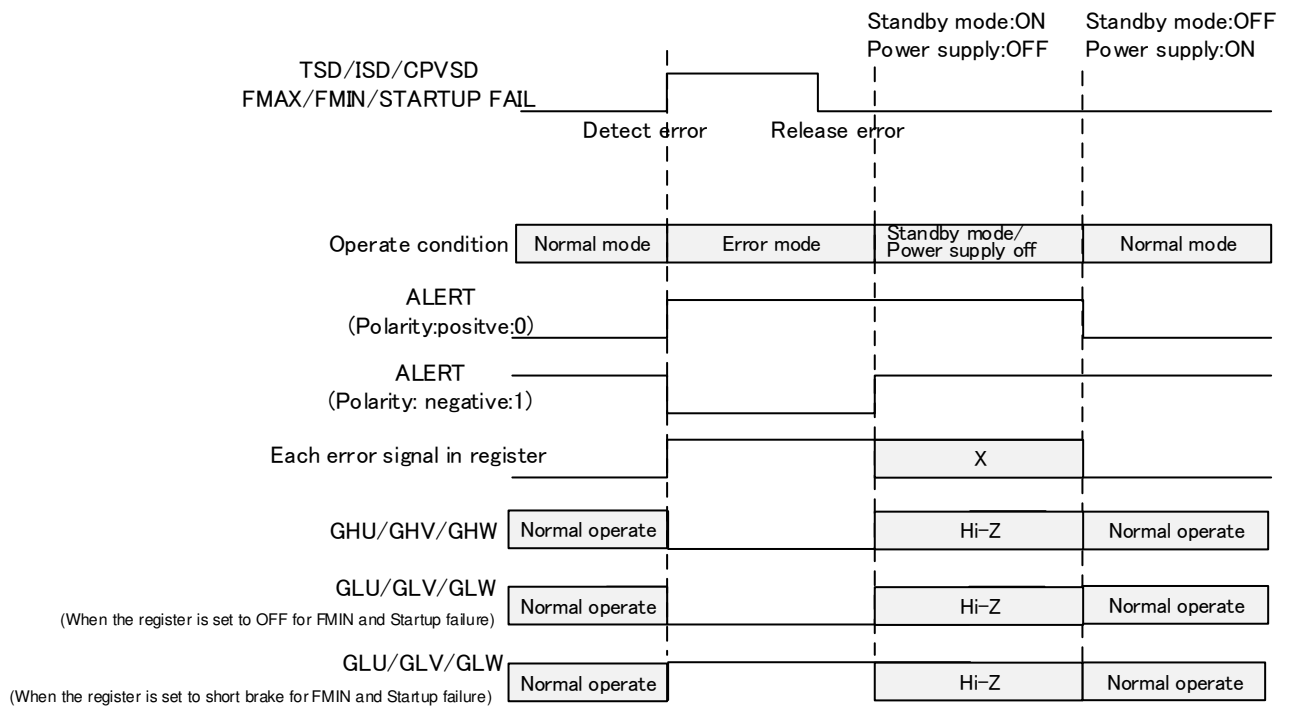 Standby mode:ON
Power supply:OFF
Standby mode:OFF
Power supply:ON
TSD/ISD/CPVSD
FMAX/FMIN/STARTUP FAIL
Detect error
Release error
Operate condition
Normal mode
Error mode
Standby mode/
Power supply off
Normal mode
ALERT
(Polarity:positve:0)
ALERT
(Polarity: negative:1)
Each error signal in register
X
GHU/GHV/GHW
Normal operate
Hi-Z
Normal operate
GLU/GLV/GLW
(When the register is set to OFF for FMIN and Startup failure)
Normal operate
Hi-Z
Normal operate
GLU/GLV/GLW
(When the register is set to short brake for FMIN and Startup failure)
Normal operate
Hi-Z
Normal operate